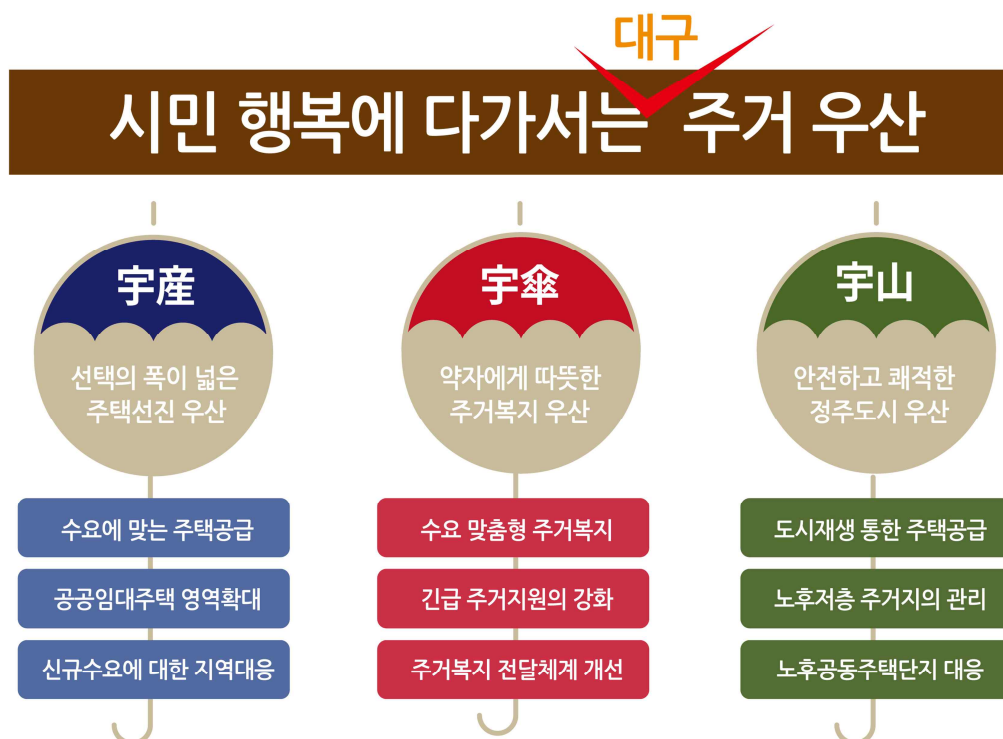 대구
시민 행복에 다가서는 주거 우산
宇産
선택의 폭이 넓은
주택선진 우산
수요에 맞는 주택공급
공공임대주택 영역확대
신규수요에 대한 지역대응
宇傘
약자에게 따뜻한
주거복지 우산
수요 맞춤형 주거복지
긴급 주거지원의 강화
주거복지 전달체계 개선
宇山
안전하고 쾌적한
정주도시 우산
도시재생 통한 주택공급
노후저층 주거지의 관리
노후공동주택단지 대응